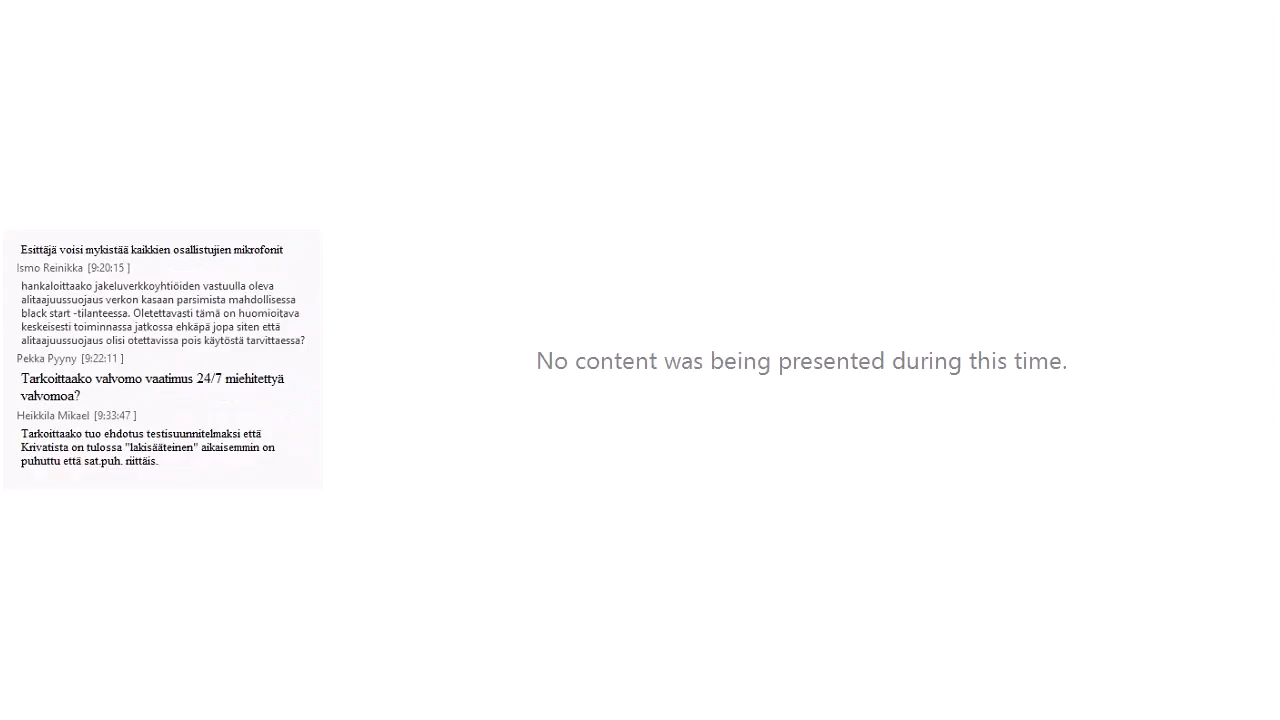 Esittäjä voisi mykistää kaikkien osallistujien mikrofonit
Ismo Reinikka [9:20:15 ]
hankaloittaako jakeluverkkoyhtiöiden vastuulla oleva
alitaajuussuojaus verkon kasaan parsimista mahdollisessa
black start -tilanteessa. Oletettavasti tämä on huomioitava
keskeisesti toiminnassa jatkossa ehkäpä jopa siten että
alitaajuussuojaus olisi otettavissa pois käytöstä tarvittaessa?
Pekka Pyyny [9:22:11 ]
Tarkoittaako valvomo vaatimus 24/7 miehitettyä
valvomoa?
Heikkila Mikael [9:33:47 ]
Tarkoittaako tuo ehdotus testisuunnitelmaksi että
Krivatista on tulossa "lakisääteinen" aikaisemmin on
puhuttu että sat.puh. riittäis.
No content was being presented during this time.